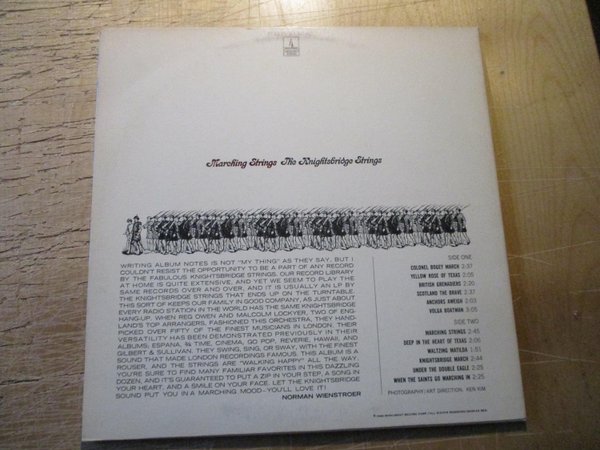 Marching Strings The Knightsbridge Strings
WRITING ALBUM NOTES IS NOT "MY THING" AS THEY SAY, BUT I
COULDN'T RESIST THE OPPORTUNITY TO BE A PART OF ANY RECORD
BY THE FABULOUS KNIGHTSBRIDGE STRINGS. OUR RECORD LIBRARY
AT HOME IS QUITE EXTENSIVE, AND YET WE SEEM TO PLAY THE
SAME RECORDS OVER AND OVER, AND IT IS USUALLY AN LP BY
THE KNIGHTSBRIDGE STRINGS THAT ENDS UP ON THE TURNTABLE.
THIS SORT OF KEEPS OUR FAMILY IN GOOD COMPANY, AS JUST ABOUT
EVERY RADIO STATION IN THE WORLD HAS THE SAME KNIGHTSBRIDGE
HANG-UP. WHEN REG OWEN AND MALCOLM LOCKYER, TWO OF ENG-
LAND'S TOP ARRANGERS, FASHIONED THIS ORCHESTRA, THEY HAND-
PICKED OVER FIFTY OF THE FINEST MUSICIANS IN LONDON. THEIR
VERSATILITY HAS BEEN DEMONSTRATED PREVIOUSLY IN THEIR
ALBUMS; ESPANA, ¾ TIME, CINEMA, GO POP, REVERIE, HAWAII, AND
GILBERT & SULLIVAN. THEY SWING, SING, OR SWAY, WITH THE FINEST
SOUND THAT MADE LONDON RECORDINGS FAMOUS. THIS ALBUM IS A
ROUSER, AND THE STRINGS ARE "WALKING HAPPY" ALL THE WAY.
YOU'RE SURE TO FIND MANY FAMILIAR FAVORITES IN THIS DAZZLING
DOZEN, AND IT'S GUARANTEED TO PUT A ZIP IN YOUR STEP, A SONG IN
YOUR HEART, AND A SMILE ON YOUR FACE. LET THE KNIGHTSBRIDGE
SOUND PUT YOU IN A MARCHING MOOD–YOU'LL LOVE IT!
NORMAN WIENSTROER
SIDE ONE
COLONEL BOGEY MARCH 2:37
YELLOW ROSE OF TEXAS 2:05
BRITISH GRENADIERS 2:20
SCOTLAND THE BRAVE 2:37
ANCHORS AWEIGH 2:03
VOLGA BOATMAN 3:05
SIDE TWO
MARCHING STRINGS 2:45
DEEP IN THE HEART OF TEXAS 2:05
WALTZING MATILDA 1:51
KNIGHTSBRIDGE MARCH 2:44
UNDER THE DOUBLE EAGLE 2:25
WHEN THE SAINTS GO MARCHING IN 2:25
PHOTOGRAPHY/ART DIRECTION: KEN KIM